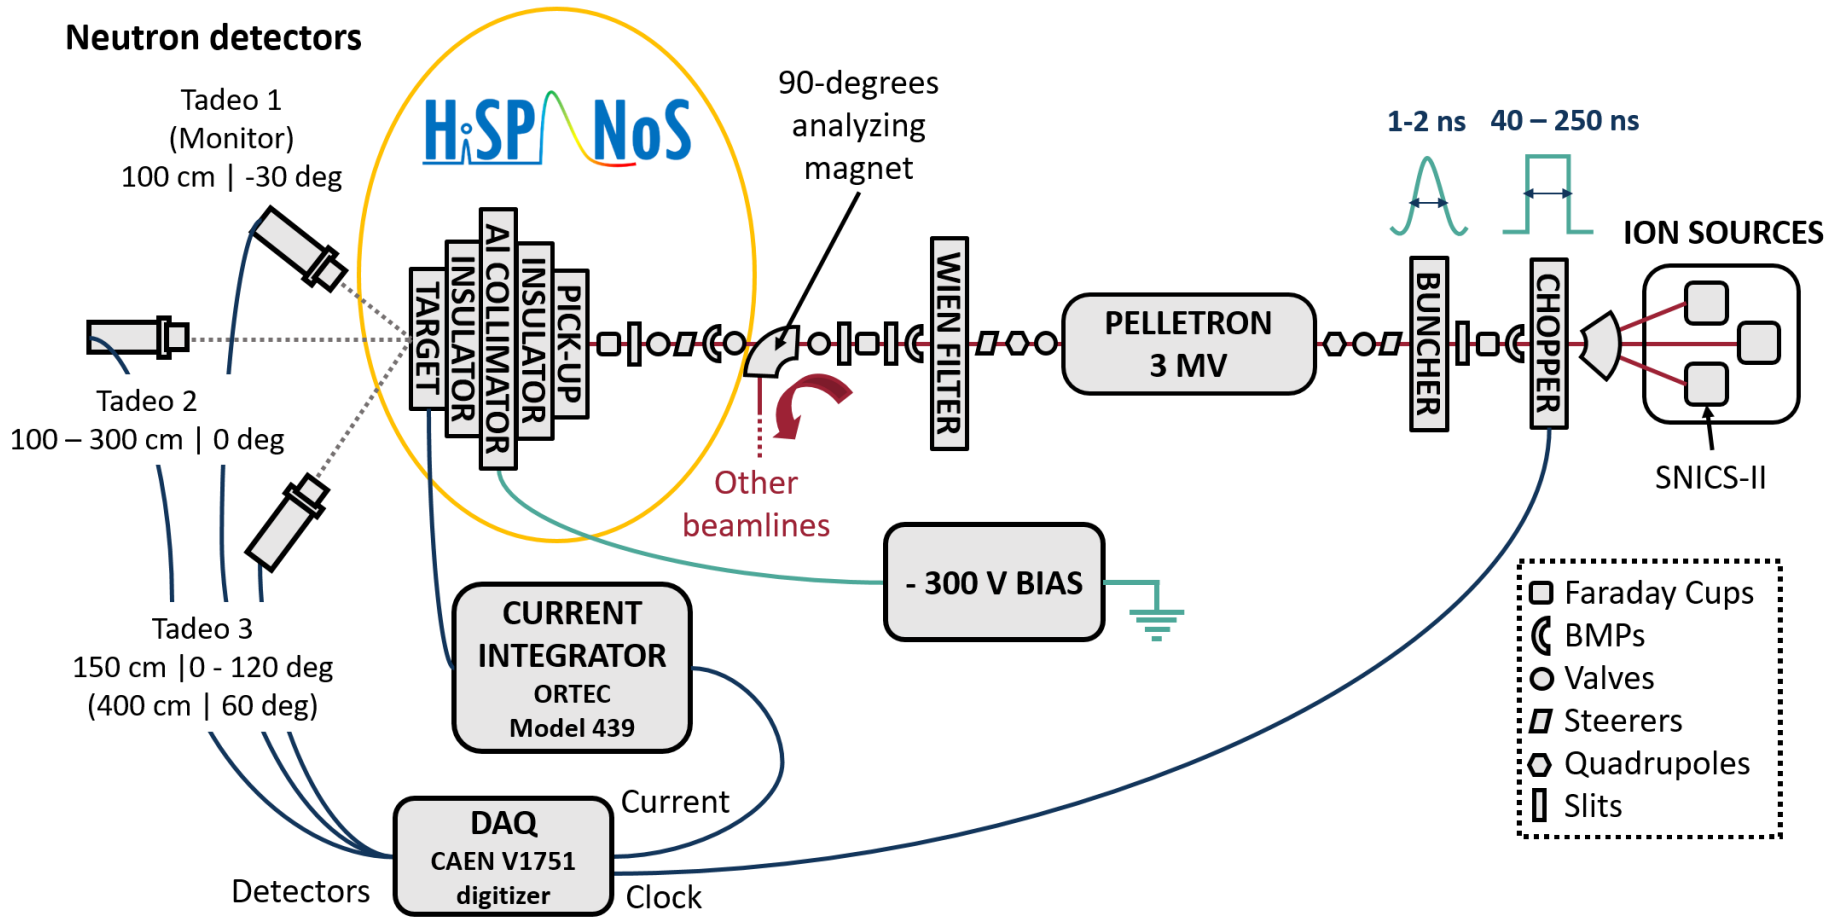 Neutron detectors
Tadeo 1
(Monitor)
100 cm | -30 deg
Tadeo 2
100 – 300 cm | 0 deg
Tadeo 3
150 cm |0 - 120 deg
(400 cm | 60 deg)
HiSPANoS
TARGET
INSULATOR
Al COLLIMATOR
INSULATOR
PICK-UP
90-degrees
analyzing
magnet
Other
beamlines
WIEN FILTER
PELLETRON
3 MV
1-2 ns
40 – 250 ns
BUNCHER
CHOPPER
ION SOURCES
SNICS-II
- 300 V BIAS
CURRENT
INTEGRATOR
ORTEC
Model 439
DAQ
CAEN V1751
digitizer
Current
Clock
Detectors
Faraday Cups
BMPs
Valves
Steerers
Quadrupoles
Slits